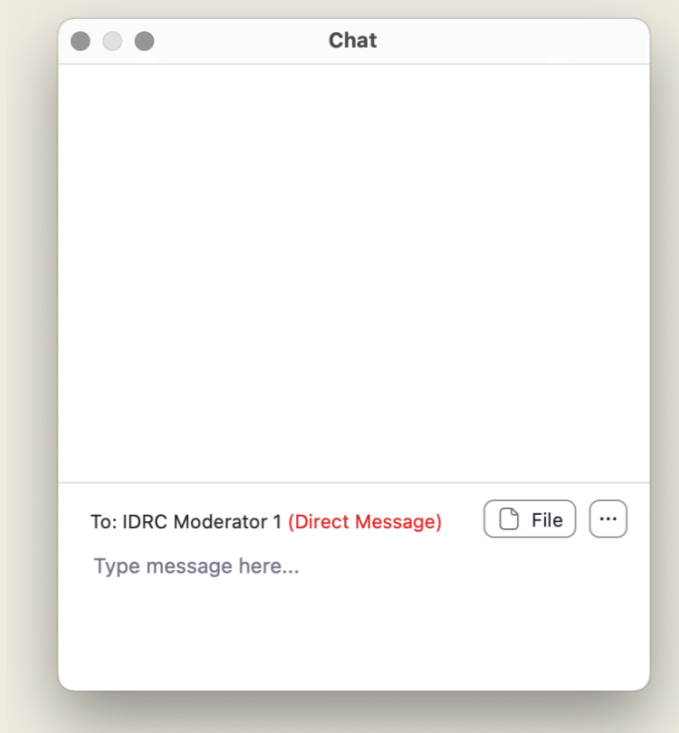 Chat
To: IDRC Moderator 1 (Direct Message)
File
...
Type message here...